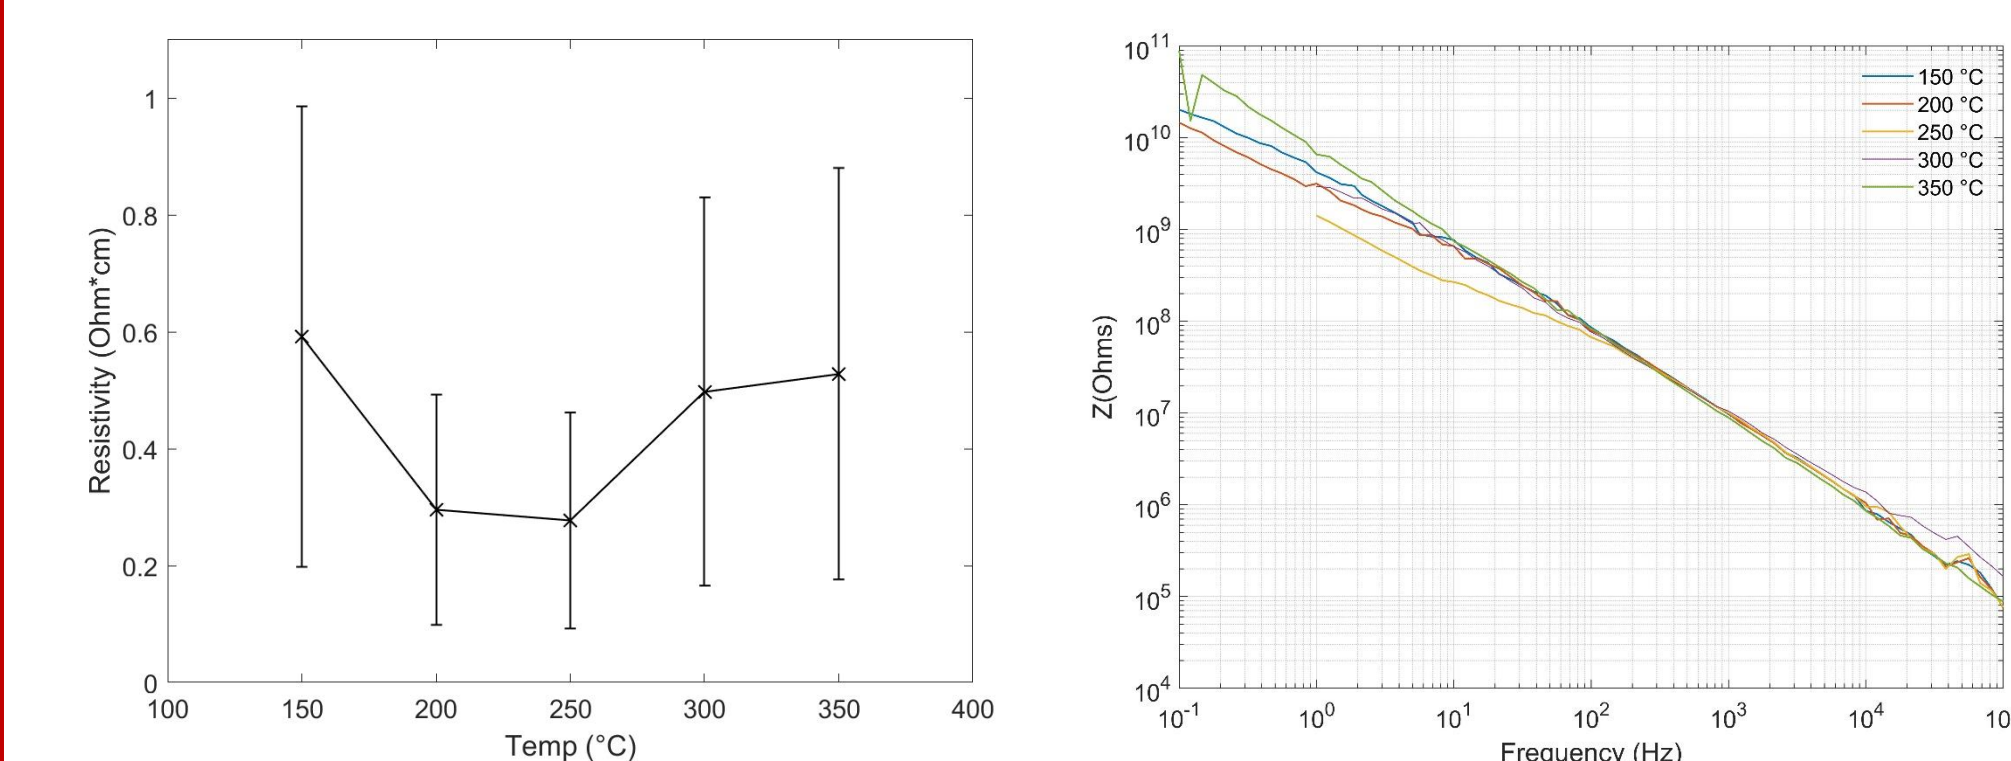 1
0.8
0.6
0.4
0.2
0
Resistivity (Ohm*cm)
100 150 200 250 300 350 400
Temp (°C)
10^11
10^10
10^9
10^8
10^7
10^6
10^5
10^4
Z(Ohms)
150 °C
200 °C
250 °C
300 °C
350 °C
10^-1 10^0 10^1 10^2 10^3 10^4 10
Frequency (Hz)